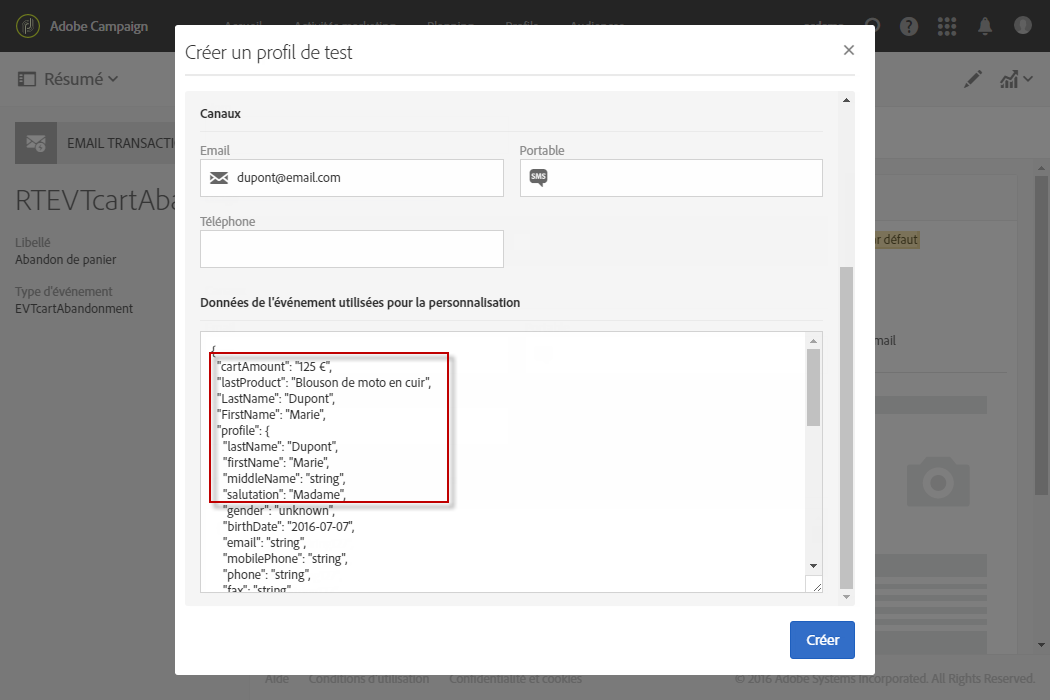 Adobe Campaign
Créer un profil de test
Résumé
Canaux
EMAIL TRANSACTI
Email
Portable
dupont@email.com
SMS
RTEVTcartAba
Téléphone
Libellé
Abandon de panier
ar défaut
Type d'événement
EVTcartAbandonment
Données de l'événement utilisées pour la personnalisation
mail
{
"cartAmount": "125 €",
"lastProduct": "Blouson de moto en cuir",
"LastName": "Dupont",
"FirstName": "Marie",
"profile": {
"lastName": "Dupont",
"firstName": "Marie",
"middleName": "string",
"salutation": "Madame",
"gender": "unknown",
"birthDate": "2016-07-07",
"email": "string",
"mobilePhone": "string",
"phone": "string",
"fax": "string"
Créer
Aide Conditions d'utilisation Confidentialité et cookies © 2016 Adobe Systems Incorporated. All Rights Reserved.